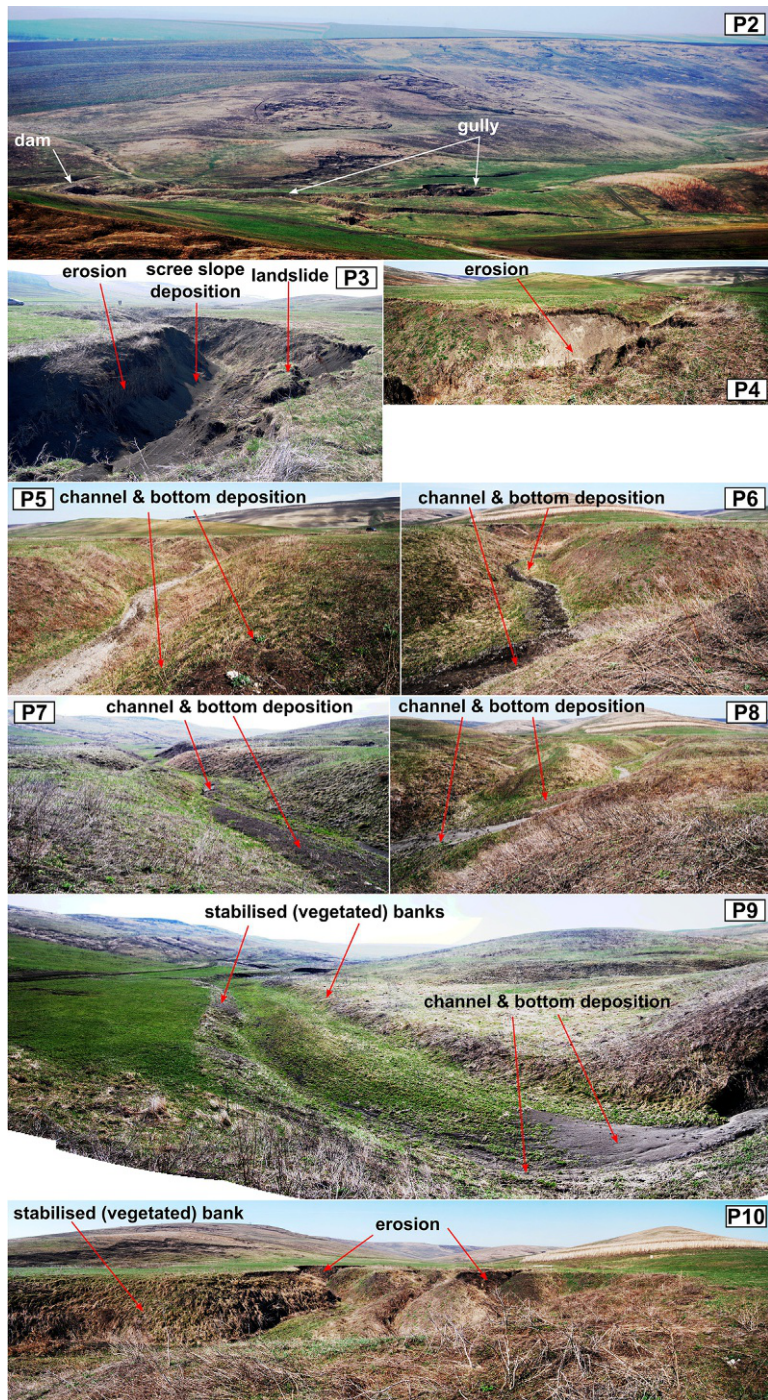 P2
dam
gully
erosion
scree slope
deposition
landslide
P3
erosion
P4
P5
channel & bottom deposition
channel & bottom deposition
P6
P7
channel & bottom deposition
channel & bottom deposition
P8
P9
stabilised (vegetated) banks
channel & bottom deposition
stabilised (vegetated) bank
erosion
P10